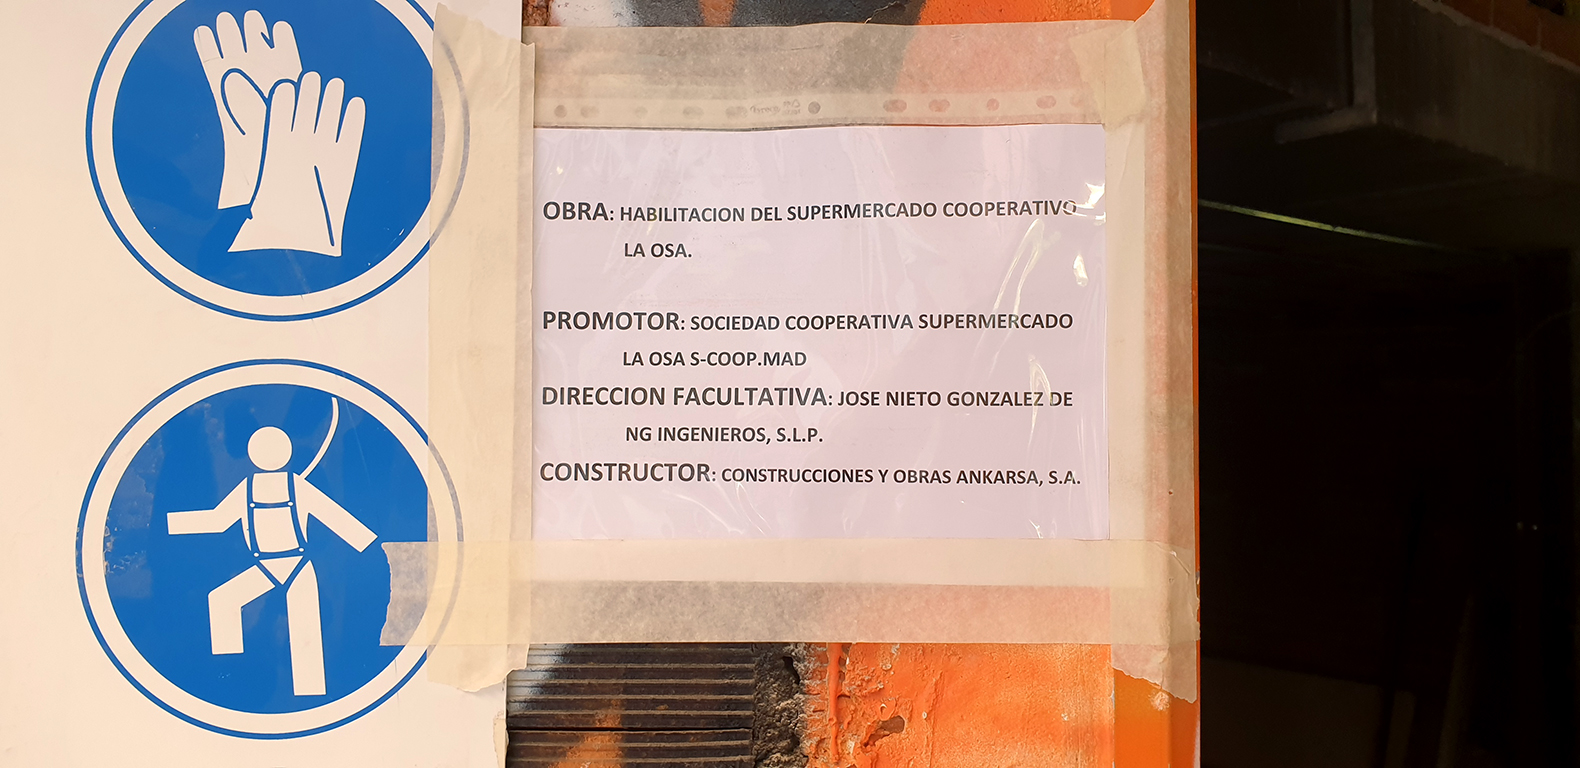 OBRA: HABILITACION DEL SUPERMERCADO COOPERATIVO
LA OSA.
PROMOTOR: SOCIEDAD COOPERATIVA SUPERMERCADO
LA OSA S-COOP.MAD
DIRECCION FACULTATIVA: JOSE NIETO GONZALEZ DE
NG INGENIEROS, S.L.P.
CONSTRUCTOR: CONSTRUCCIONES Y OBRAS ANKARSA, S.A.